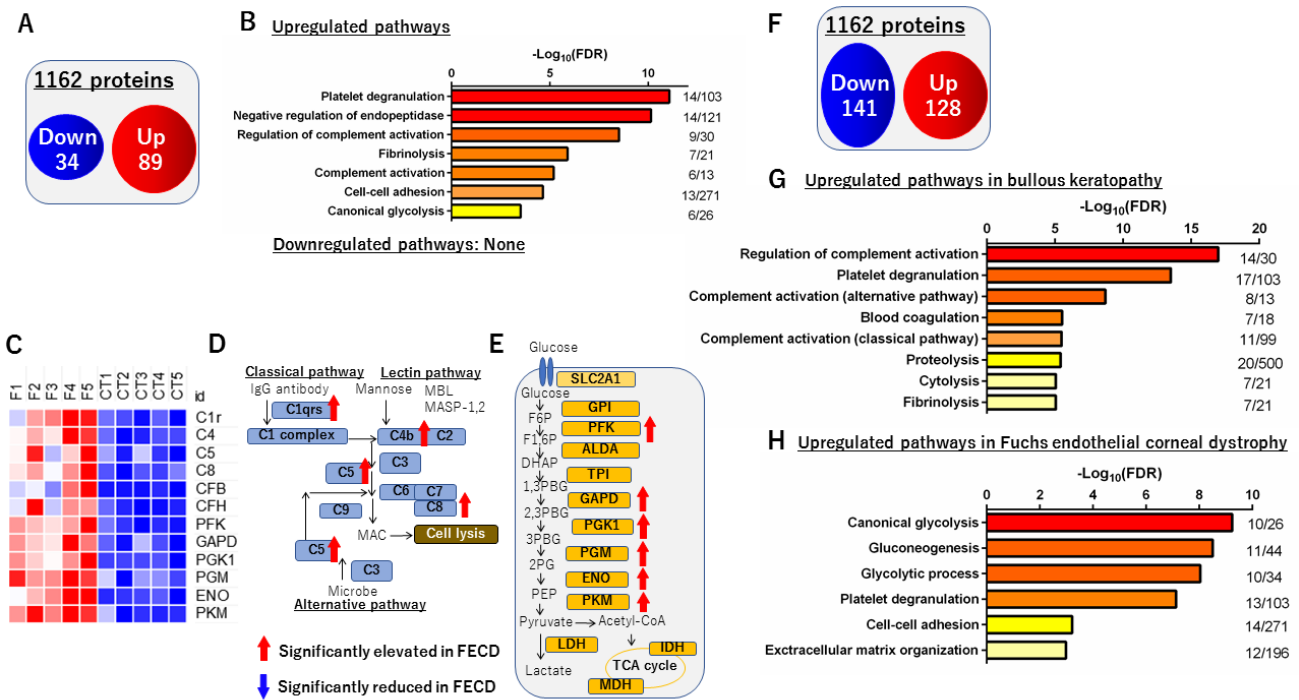 A
1162 proteins
Down
34
Up
89
B
Upregulated pathways
-Log10(FDR)
0 5 10
Platelet degranulation 14/103
Negative regulation of endopeptidase 14/121
Regulation of complement activation 9/30
Fibrinolysis 7/21
Complement activation 6/13
Cell-cell adhesion 13/271
Canonical glycolysis 6/26
Downregulated pathways: None
C
F1 F2 F3 F4 F5 CT1 CT2 CT3 CT4 CT5 id
C1r
C4
C5
C8
CFB
CFH
PFK
GAPD
PGK1
PGM
ENO
PKM
D
Classical pathway
IgG antibody
C1qrs
C1 complex
Lectin pathway
Mannose
MBL
MASP-1,2
C4b C2
C3
C5
C6 C7
C8
C9
MAC
Cell lysis
C5
C3
Microbe
Alternative pathway
Significantly elevated in FECD
Significantly reduced in FECD
E
Glucose
SLC2A1
Glucose
GPI
F6P
PFK
F1,6P
ALDA
DHAP
TPI
1,3PBG
GAPD
2,3PBG
PGK1
3PBG
PGM
2PG
ENO
PEP
PKM
Pyruvate
Acetyl-CoA
LDH
IDH
Lactate
TCA cycle
MDH
F
1162 proteins
Down
141
Up
128
G
Upregulated pathways in bullous keratopathy
-Log10(FDR)
0 5 10 15 20
Regulation of complement activation 14/30
Platelet degranulation 17/103
Complement activation (alternative pathway) 8/13
Blood coagulation 7/18
Complement activation (classical pathway) 11/99
Proteolysis 20/500
Cytolysis 7/21
Fibrinolysis 7/21
H
Upregulated pathways in Fuchs endothelial corneal dystrophy
-Log10(FDR)
0 2 4 6 8 10
Canonical glycolysis 10/26
Gluconeogenesis 11/44
Glycolytic process 10/34
Platelet degranulation 13/103
Cell-cell adhesion 14/271
Exctracellular matrix organization 12/196